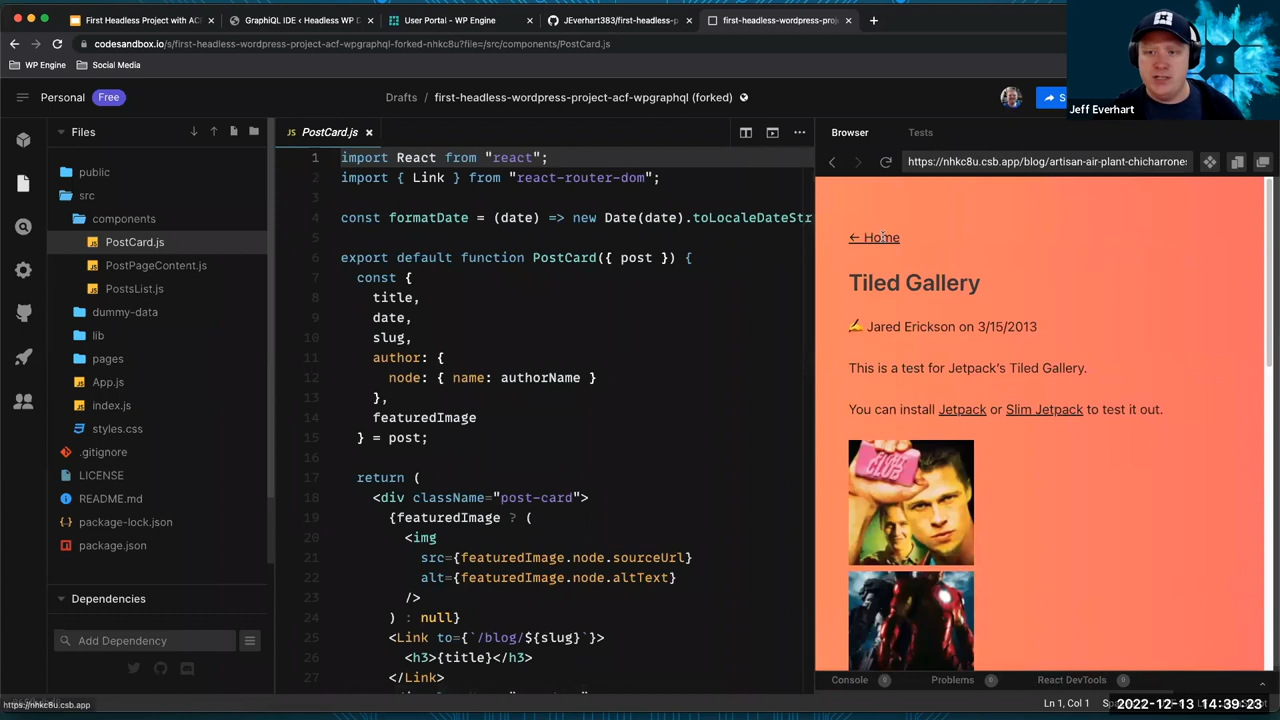 First Headless Project with ACF
GraphiQL IDE ‹ Headless WP D
User Portal - WP Engine
JEverhart383/first-headless-p
first-headless-wordpress-proj
codesandbox.io/s/first-headless-wordpress-project-acf-wpgraphql-forked-nhkc8u?file=/src/components/PostCard.js
WP Engine
Social Media
Jeff Everhart
Personal
Free
Drafts / first-headless-wordpress-project-acf-wpgraphql (forked)
Files
public
src
components
PostCard.js
PostPageContent.js
PostsList.js
dummy-data
lib
pages
App.js
index.js
styles.css
.gitignore
LICENSE
README.md
package-lock.json
package.json
Dependencies
Add Dependency
https://nhkc8u.csb.app
PostCard.js
1 import React from "react";
2 import { Link } from "react-router-dom";
3
4 const formatDate = (date) => new Date(date).toLocaleDateStr
5
6 export default function PostCard({ post }) {
7 const {
8 title,
9 date,
10 slug,
11 author: {
12 node: { name: authorName }
13 },
14 featuredImage
15 } = post;
16
17 return (
18 <div className="post-card">
19 {featuredImage ? (
20 <img
21 src={featuredImage.node.sourceUrl}
22 alt={featuredImage.node.altText}
23 />
24 ) : null}
25 <Link to={`/blog/${slug}`}>
26 <h3>{title}</h3>
27 </Link>
Browser
Tests
https://nhkc8u.csb.app/blog/artisan-air-plant-chicharrones
← Home
Tiled Gallery
✍️ Jared Erickson on 3/15/2013
This is a test for Jetpack's Tiled Gallery.
You can install Jetpack or Slim Jetpack to test it out.
FIGHT CLUB
Console 0
Problems 0
React DevTools 0
Ln 1, Col 1
2022-12-13 14:39:23